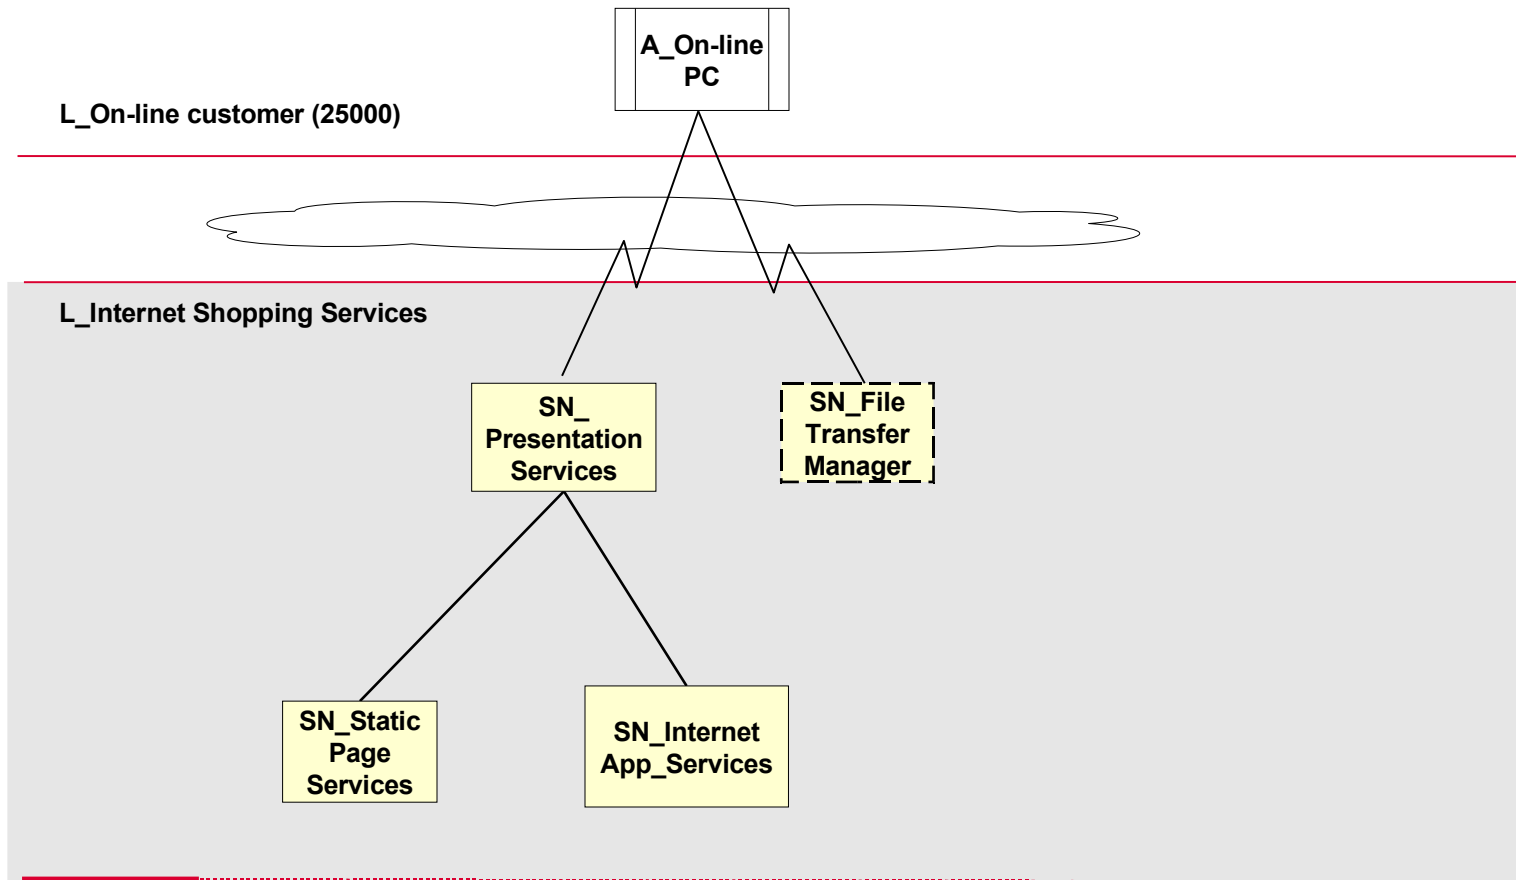 A_On-line
PC
L_On-line customer (25000)
L_Internet Shopping Services
SN_
Presentation
Services
SN_File
Transfer
Manager
SN_Static
Page
Services
SN_Internet
App_Services